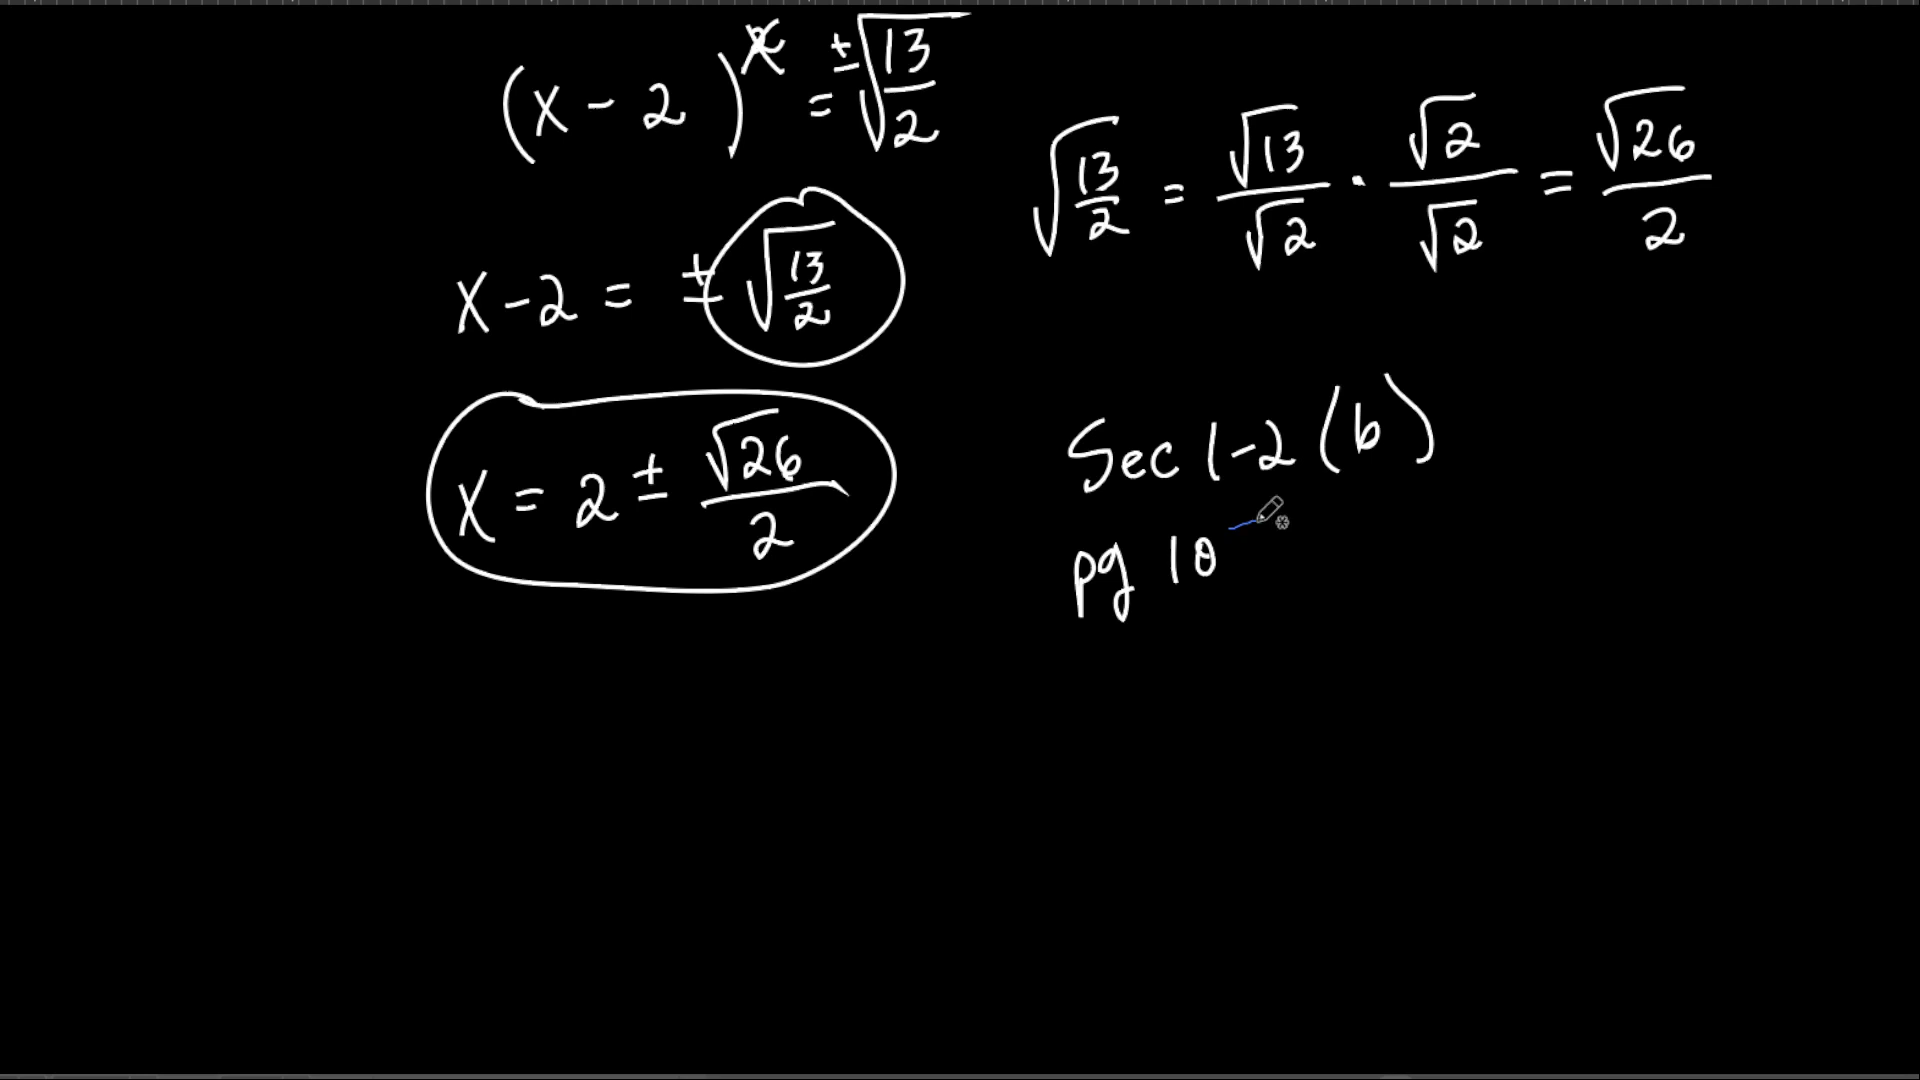 (x - 2)² = ±√(13/2)
√(13/2) = √13/√2 · √2/√2 = √26/2
x - 2 = ±√(13/2)
x = 2 ± √26/2
Sec 1-2 (b)
pg 10